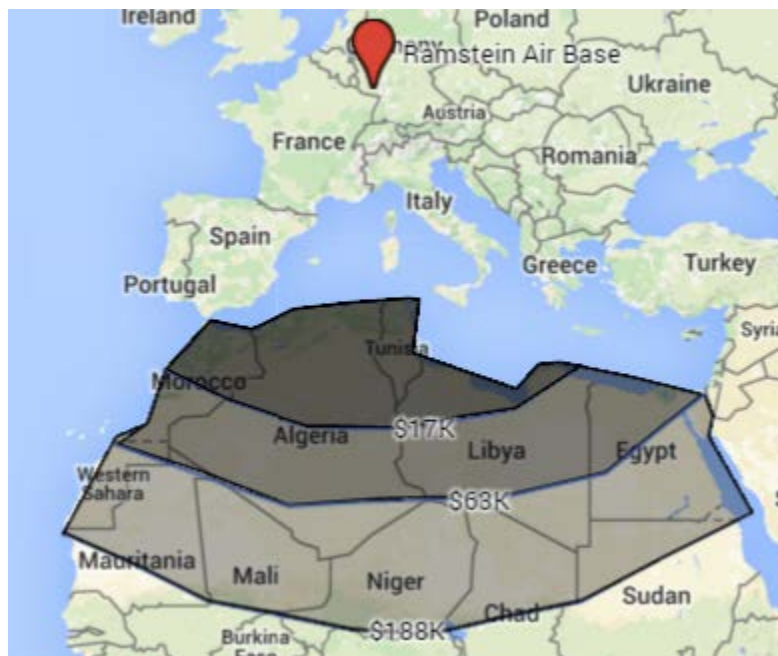 Ireland
Poland
Germany
Ramstein Air Base
Ukraine
Austria
France
Romania
Italy
Spain
Greece
Turkey
Portugal
Syria
Tunisia
Morocco
$17K
Algeria
Libya
Egypt
Western
Sahara
$63K
Mauritania
Mali
Niger
Chad
Sudan
$188K
Burkina